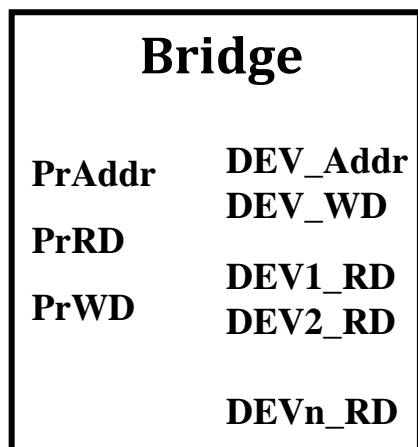 Bridge
PrAddr
PrRD
PrWD
DEV_Addr
DEV_WD
DEV1_RD
DEV2_RD
DEVn_RD